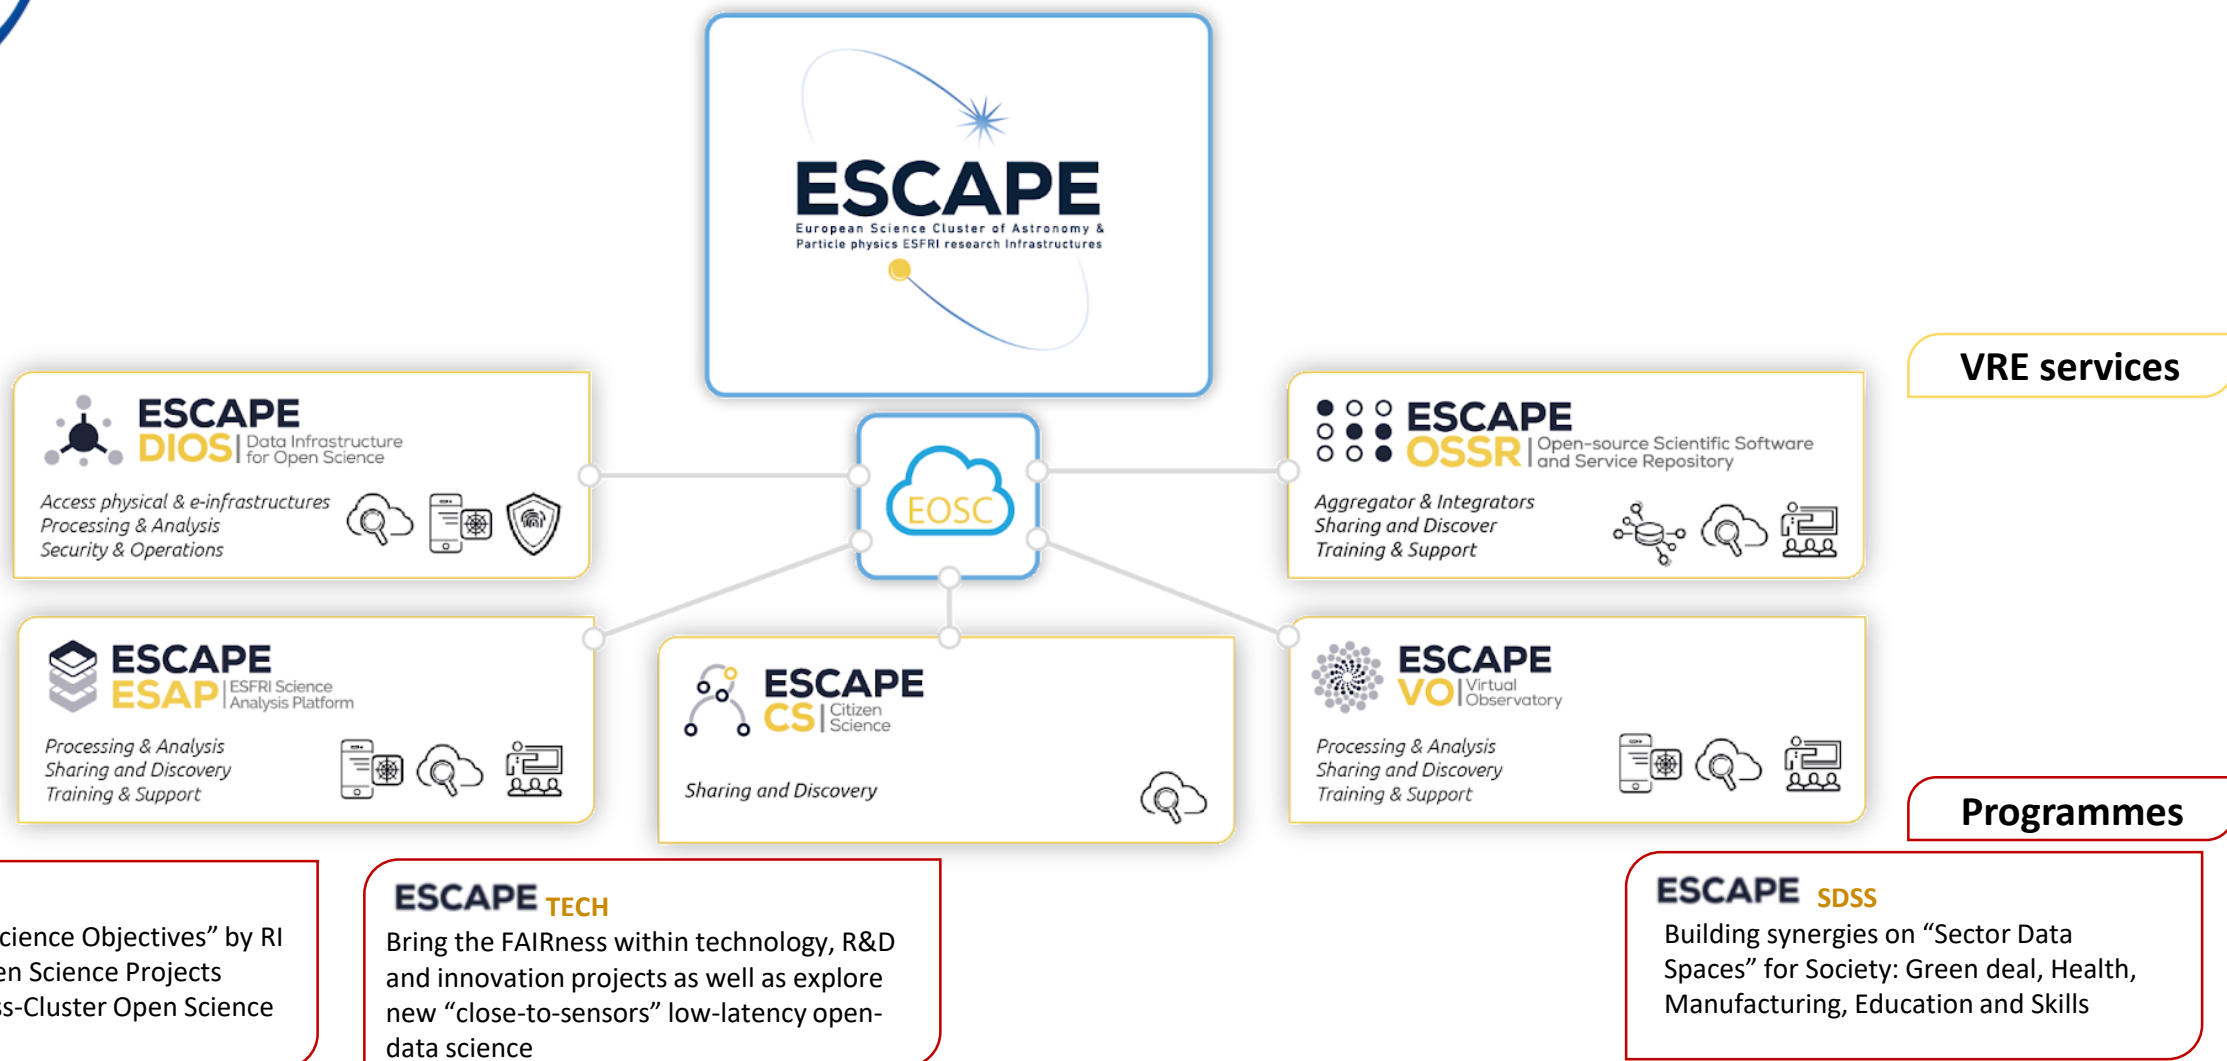 ESCAPE
European Science Cluster of Astronomy &
Particle physics ESFRI research Infrastructures
VRE services
ESCAPE
DIOS | Data Infrastructure
for Open Science
Access physical & e-infrastructures
Processing & Analysis
Security & Operations
EOSC
ESCAPE
OSSR | Open-source Scientific Software
and Service Repository
Aggregator & Integrators
Sharing and Discover
Training & Support
ESCAPE
ESAP | ESFRI Science
Analysis Platform
Processing & Analysis
Sharing and Discovery
Training & Support
ESCAPE
CS | Citizen
Science
Sharing and Discovery
ESCAPE
VO | Virtual
Observatory
Processing & Analysis
Sharing and Discovery
Training & Support
Programmes
Objectives” by RI
Science Projects
Open Science
ESCAPE TECH
Bring the FAIRness within technology, R&D
and innovation projects as well as explore
new “close-to-sensors” low-latency open-
data science
ESCAPE SDSS
Building synergies on “Sector Data
Spaces” for Society: Green deal, Health,
Manufacturing, Education and Skills